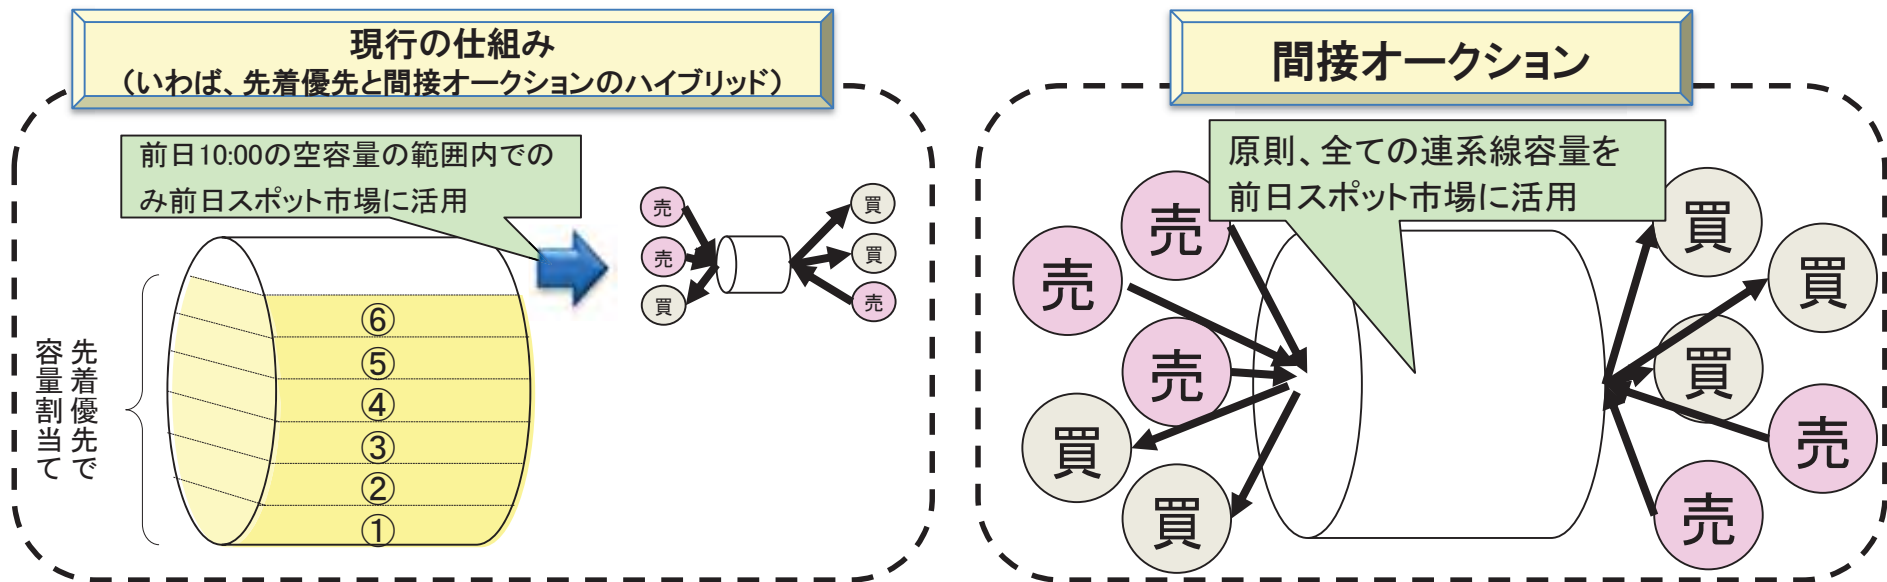 現行の仕組み
（いわば、先着優先と間接オークションのハイブリッド）
前日10:00の空容量の範囲内での
み前日スポット市場に活用
先着優先で
容量割当て
⑥
⑤
④
③
②
①
売
売
買
買
買
売
間接オークション
原則、全ての連系線容量を
前日スポット市場に活用
売
売
売
買
買
買
買
買
売
売